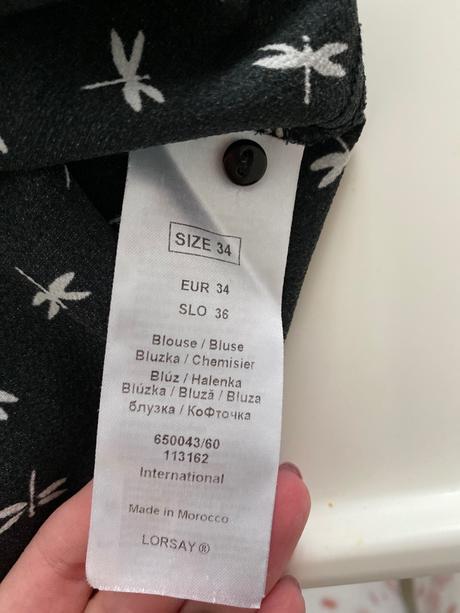 SIZE 34
EUR 34
SLO 36
Blouse / Bluse
Bluzka / Chemisier
Blúz / Halenka
Blúzka / Bluză / Bluza
блузка / Кофточка
650043/60
113162
International
Made in Morocco
LORSAY®